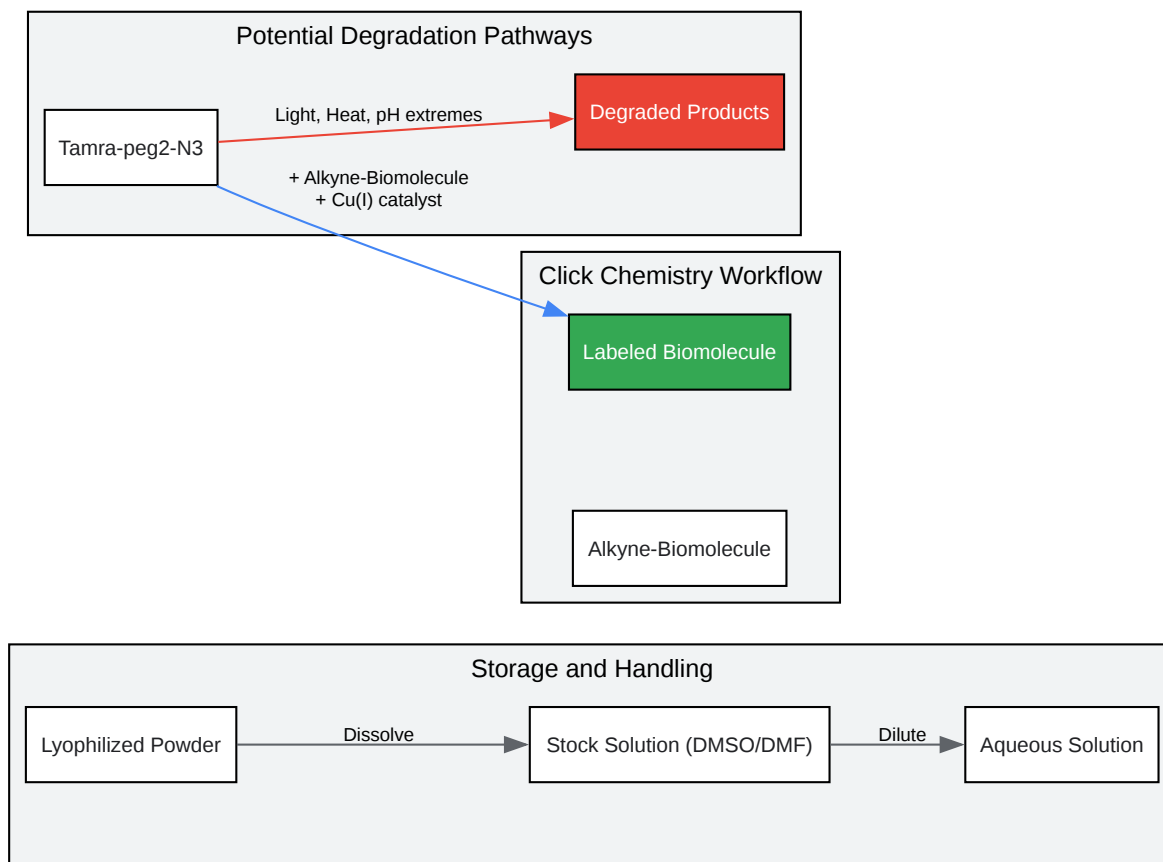 Potential Degradation Pathways
Tamra-peg2-N3
Light, Heat, pH extremes
Degraded Products
+ Alkyne-Biomolecule
+ Cu(I) catalyst
Click Chemistry Workflow
Labeled Biomolecule
Alkyne-Biomolecule
Storage and Handling
Lyophilized Powder
Dissolve
Stock Solution (DMSO/DMF)
Dilute
Aqueous Solution